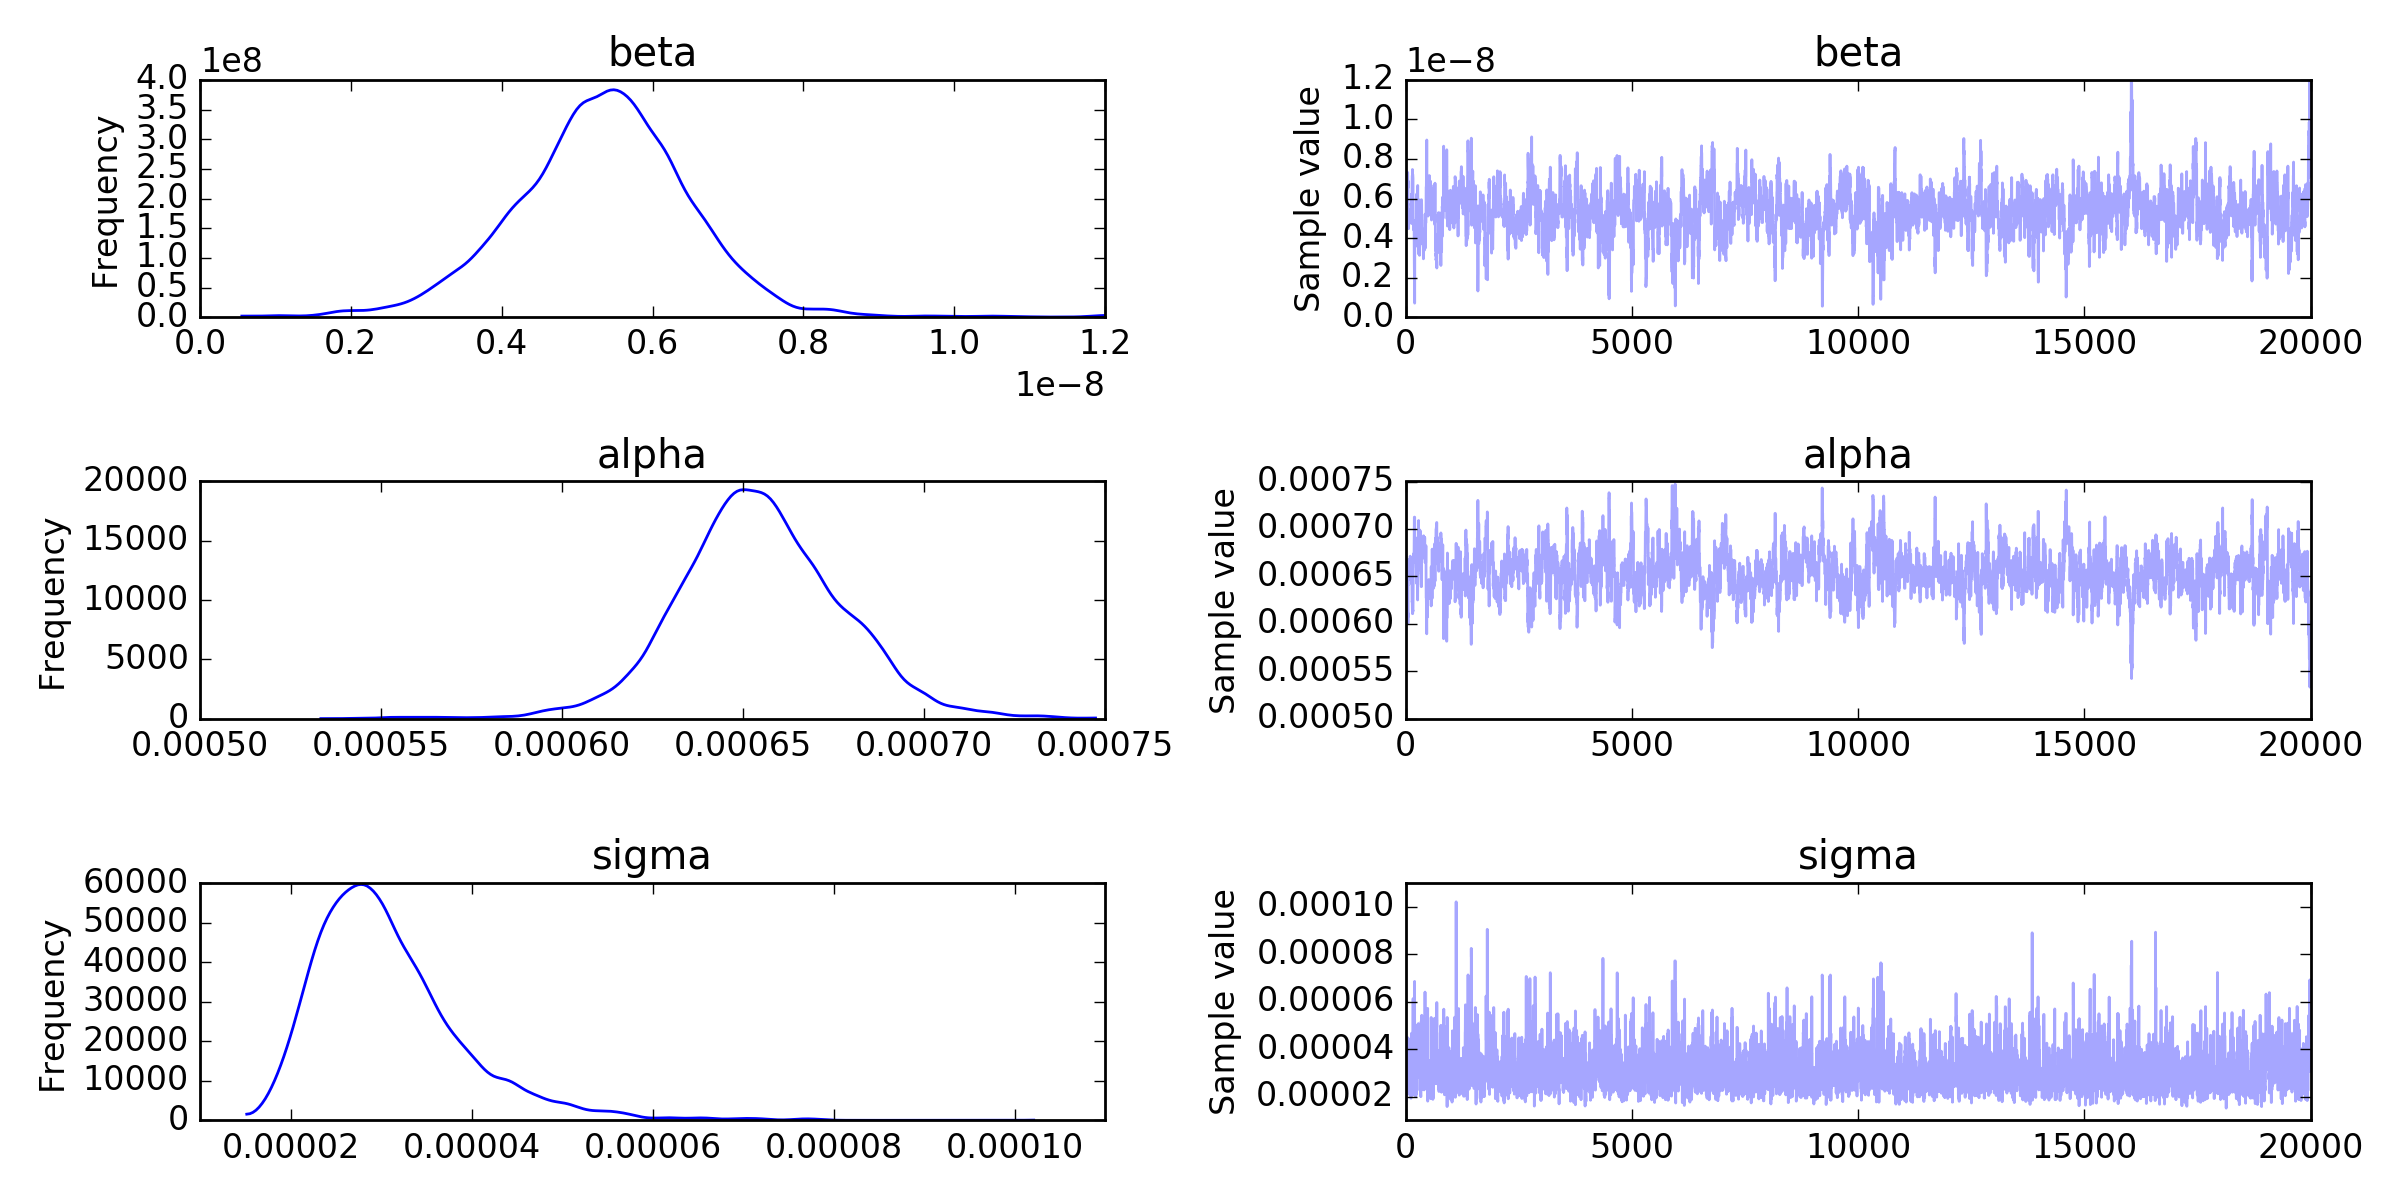 beta
1e8
4.0
3.5
3.0
2.5
2.0
1.5
1.0
0.5
0.0
Frequency
0.0 0.2 0.4 0.6 0.8 1.0 1.2
1e−8
beta
1e−8
1.2
1.0
0.8
0.6
0.4
0.2
0.0
Sample value
0 5000 10000 15000 20000
alpha
20000
15000
10000
5000
0
Frequency
0.00050 0.00055 0.00060 0.00065 0.00070 0.00075
alpha
0.00075
0.00070
0.00065
0.00060
0.00055
0.00050
Sample value
0 5000 10000 15000 20000
sigma
60000
50000
40000
30000
20000
10000
0
Frequency
0.00002 0.00004 0.00006 0.00008 0.00010
sigma
0.00010
0.00008
0.00006
0.00004
0.00002
Sample value
0 5000 10000 15000 20000